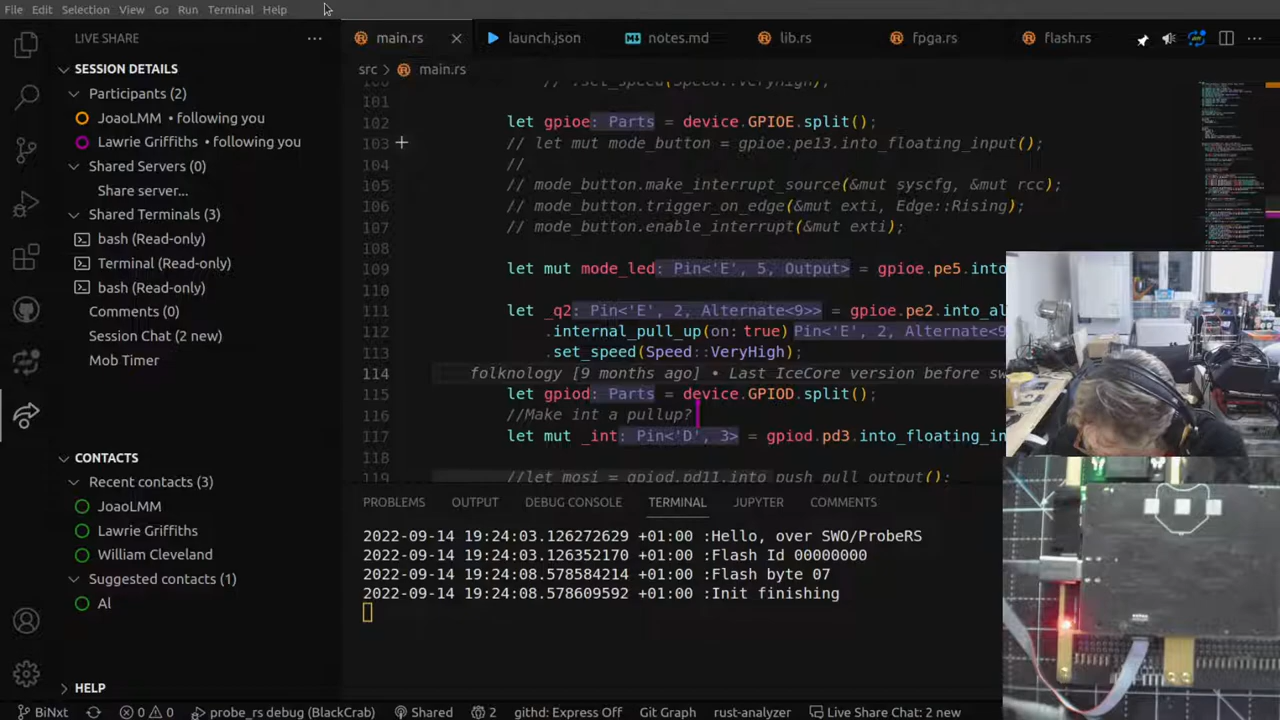 File Edit Selection View Go Run Terminal Help
LIVE SHARE
main.rs launch.json notes.md lib.rs fpga.rs flash.rs
SESSION DETAILS
Participants (2)
JoaoLMM • following you
Lawrie Griffiths • following you
Shared Servers (0)
Share server...
Shared Terminals (3)
bash (Read-only)
Terminal (Read-only)
bash (Read-only)
Comments (0)
Session Chat (2 new)
Mob Timer
CONTACTS
Recent contacts (3)
JoaoLMM
Lawrie Griffiths
William Cleveland
Suggested contacts (1)
Al
HELP
src > main.rs
100 // .set_speed(Speed::VeryHigh);
101
102 let gpioe: Parts = device.GPIOE.split();
103 // let mut mode_button = gpioe.pe13.into_floating_input();
104 //
105 // mode_button.make_interrupt_source(&mut syscfg, &mut rcc);
106 // mode_button.trigger_on_edge(&mut exti, Edge::Rising);
107 // mode_button.enable_interrupt(&mut exti);
108
109 let mut mode_led: Pin<'E', 5, Output> = gpioe.pe5.into
110
111 let _q2: Pin<'E', 2, Alternate<9>> = gpioe.pe2.into_al
112 .internal_pull_up(on: true) Pin<'E', 2, Alternate<9
113 .set_speed(Speed::VeryHigh);
114 folknology [9 months ago] • Last IceCore version before sw
115 let gpiod: Parts = device.GPIOD.split();
116 //Make int a pullup?
117 let mut _int: Pin<'D', 3> = gpiod.pd3.into_floating_in
118
119 //let mosi = gpiod.pd11.into_push_pull_output();
PROBLEMS OUTPUT DEBUG CONSOLE TERMINAL JUPYTER COMMENTS
2022-09-14 19:24:03.126272629 +01:00 :Hello, over SWO/ProbeRS
2022-09-14 19:24:03.126352170 +01:00 :Flash Id 00000000
2022-09-14 19:24:08.578584214 +01:00 :Flash byte 07
2022-09-14 19:24:08.578609592 +01:00 :Init finishing
BiNxt 0 0 probe_rs debug (BlackCrab) Shared 2 githd: Express Off Git Graph rust-analyzer Live Share Chat: 2 new